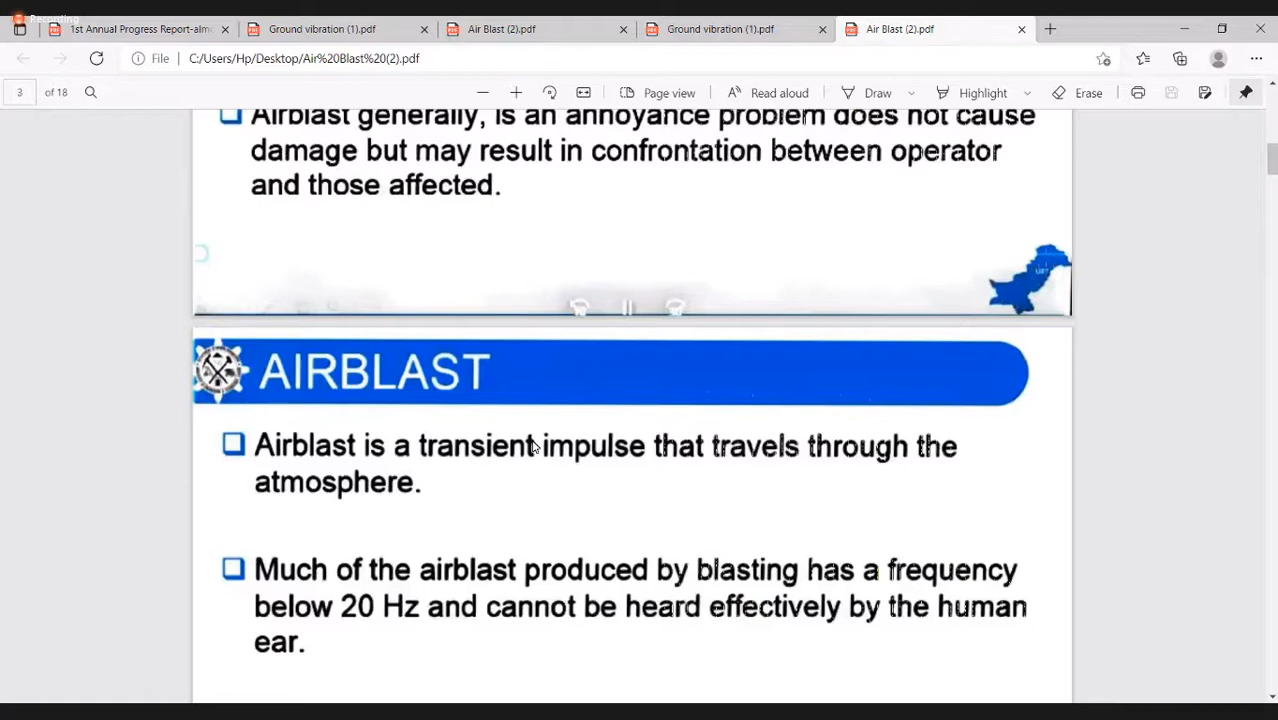 Recording
1st Annual Progress Report-alm
Ground vibration (1).pdf
Air Blast (2).pdf
Ground vibration (1).pdf
Air Blast (2).pdf
File
C:/Users/Hp/Desktop/Air%20Blast%20(2).pdf
3 of 18
Page view
Read aloud
Draw
Highlight
Erase
Airblast generally, is an annoyance problem does not cause
damage but may result in confrontation between operator
and those affected.
AIRBLAST
Airblast is a transient impulse that travels through the
atmosphere.
Much of the airblast produced by blasting has a frequency
below 20 Hz and cannot be heard effectively by the human
ear.